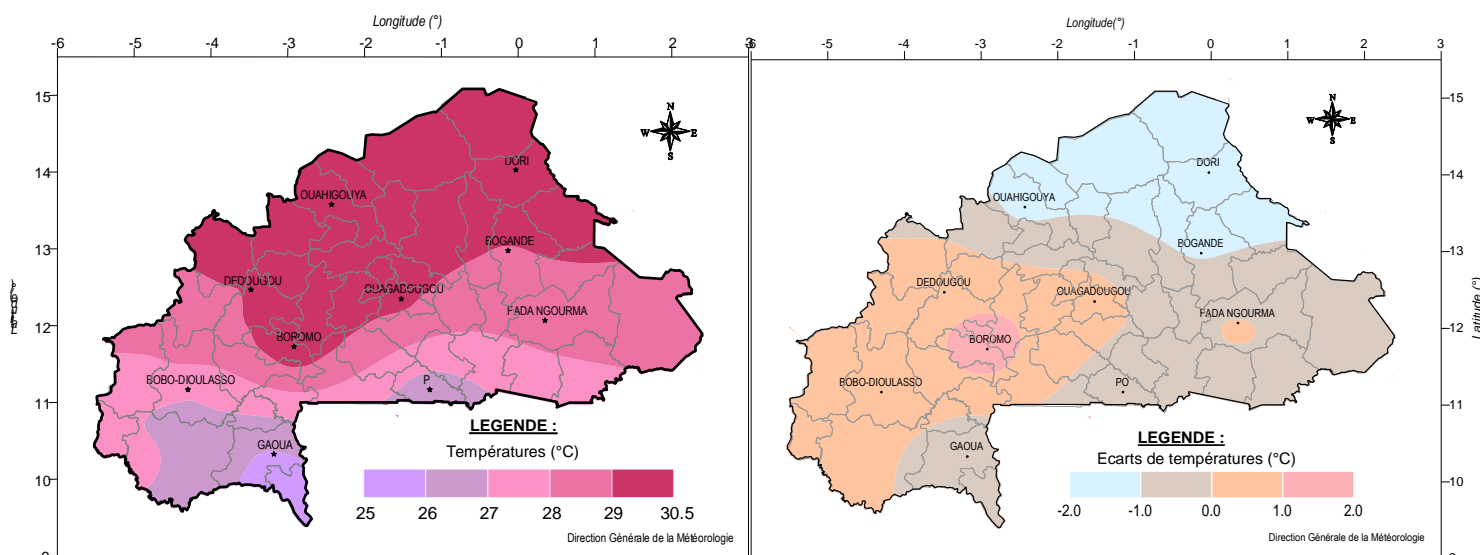 Longitude (°)
-6 -5 -4 -3 -2 -1 0 1 2
15
14
13
12
11
10
N
W E
S
DORI
OUAHIGOUYA
BOGANDE
DEDOUGOU
OUAGADOUGOU
FADA NGOURMA
BOROMO
BOBO-DIOULASSO
P
GAOUA
LEGENDE :
Températures (°C)
25 26 27 28 29 30.5
Direction Générale de la Météorologie
Longitude(°)
-5 -4 -3 -2 -1 0 1 2 3
15
14
13
12
11
10
Latitude (°)
N
W E
S
DORI
OUAHIGOUYA
BOGANDE
DEDOUGOU
OUAGADOUGOU
FADA NGOURMA
BOROMO
BOBO-DIOULASSO
PO
GAOUA
LEGENDE :
Ecarts de températures (°C)
-2.0 -1.0 0.0 1.0 2.0
Direction Générale de la Météorologie